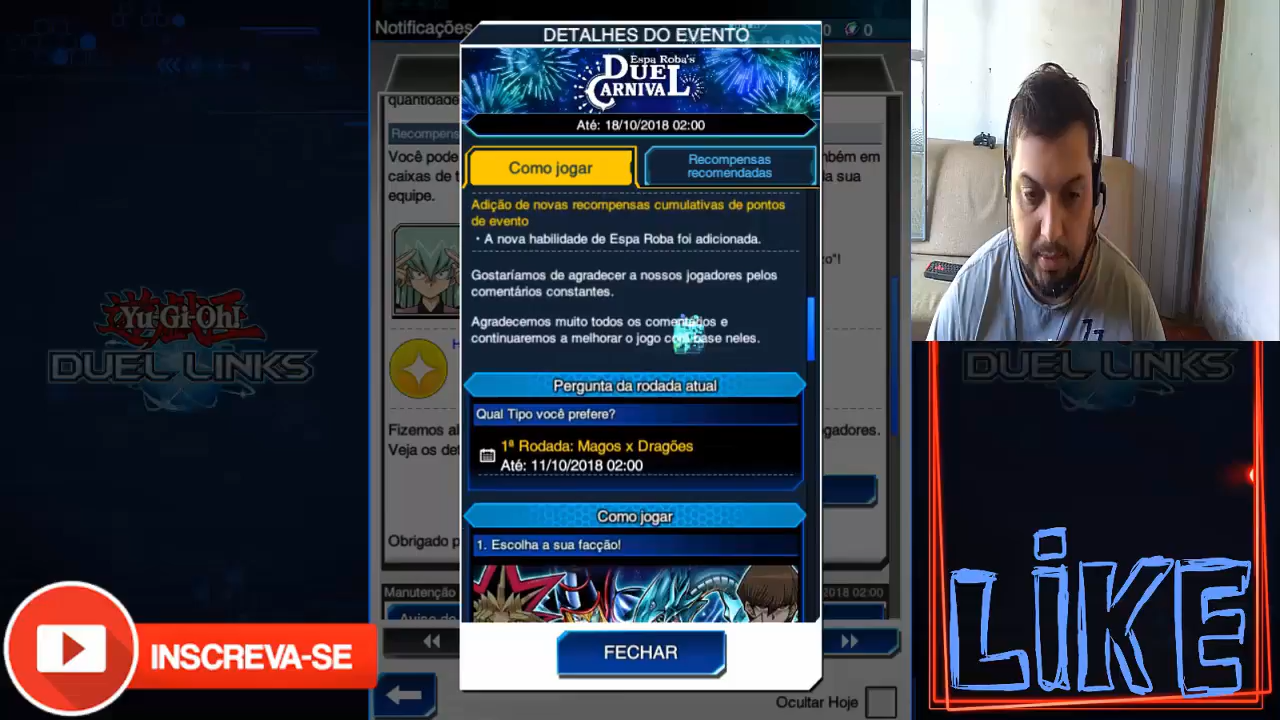 Notificações
0
0
DETALHES DO EVENTO
Espa Roba's
DUEL
CARNIVAL
Até: 18/10/2018 02:00
Como jogar
Recompensas
recomendadas
quantidade
Recompens
Você pode
bém em
caixas de t
a sua
equipe.
o"!
Adição de novas recompensas cumulativas de pontos
de evento
· A nova habilidade de Espa Roba foi adicionada.
Gostaríamos de agradecer a nossos jogadores pelos
comentários constantes.
Agradecemos muito todos os comentários e
continuaremos a melhorar o jogo com base neles.
Yu-Gi-Oh!
DUEL LINKS
DUEL LINKS
Pergunta da rodada atual
Qual Tipo você prefere?
1ª Rodada: Magos x Dragões
Até: 11/10/2018 02:00
Fizemos al
gadores.
Veja os det
Como jogar
1. Escolha a sua facção!
Obrigado p
Manutenção
2018 02:00
Aviso de
FECHAR
Ocultar Hoje
INSCREVA-SE
LIKE